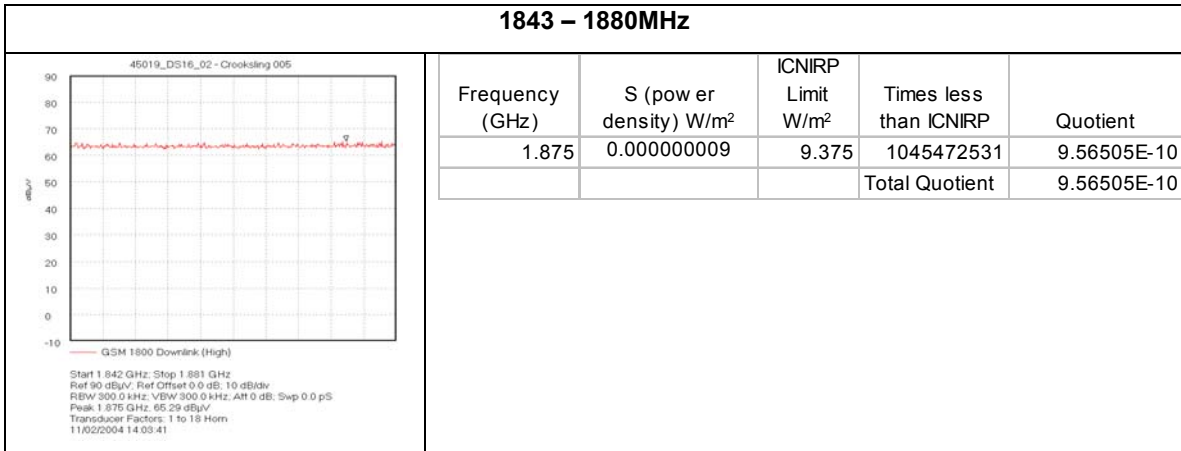 1843 – 1880MHz
45019_DS16_02 - Crooksling 005
90
80
70
60
50
40
30
20
10
0
-10
dBµV
GSM 1800 Downlink (High)
Start 1.842 GHz; Stop 1.881 GHz
Ref 90 dBµV; Ref Offset 0.0 dB; 10 dB/div
RBW 300.0 kHz; VBW 300.0 kHz; Att 0 dB; Swp 0.0 pS
Peak 1.875 GHz, 65.29 dBµV
Transducer Factors: 1 to 18 Horn
11/02/2004 14:03:41
Frequency (GHz) S (pow er density) W/m² ICNIRP Limit W/m² Times less than ICNIRP Quotient
1.875 0.000000009 9.375 1045472531 9.56505E-10
Total Quotient 9.56505E-10